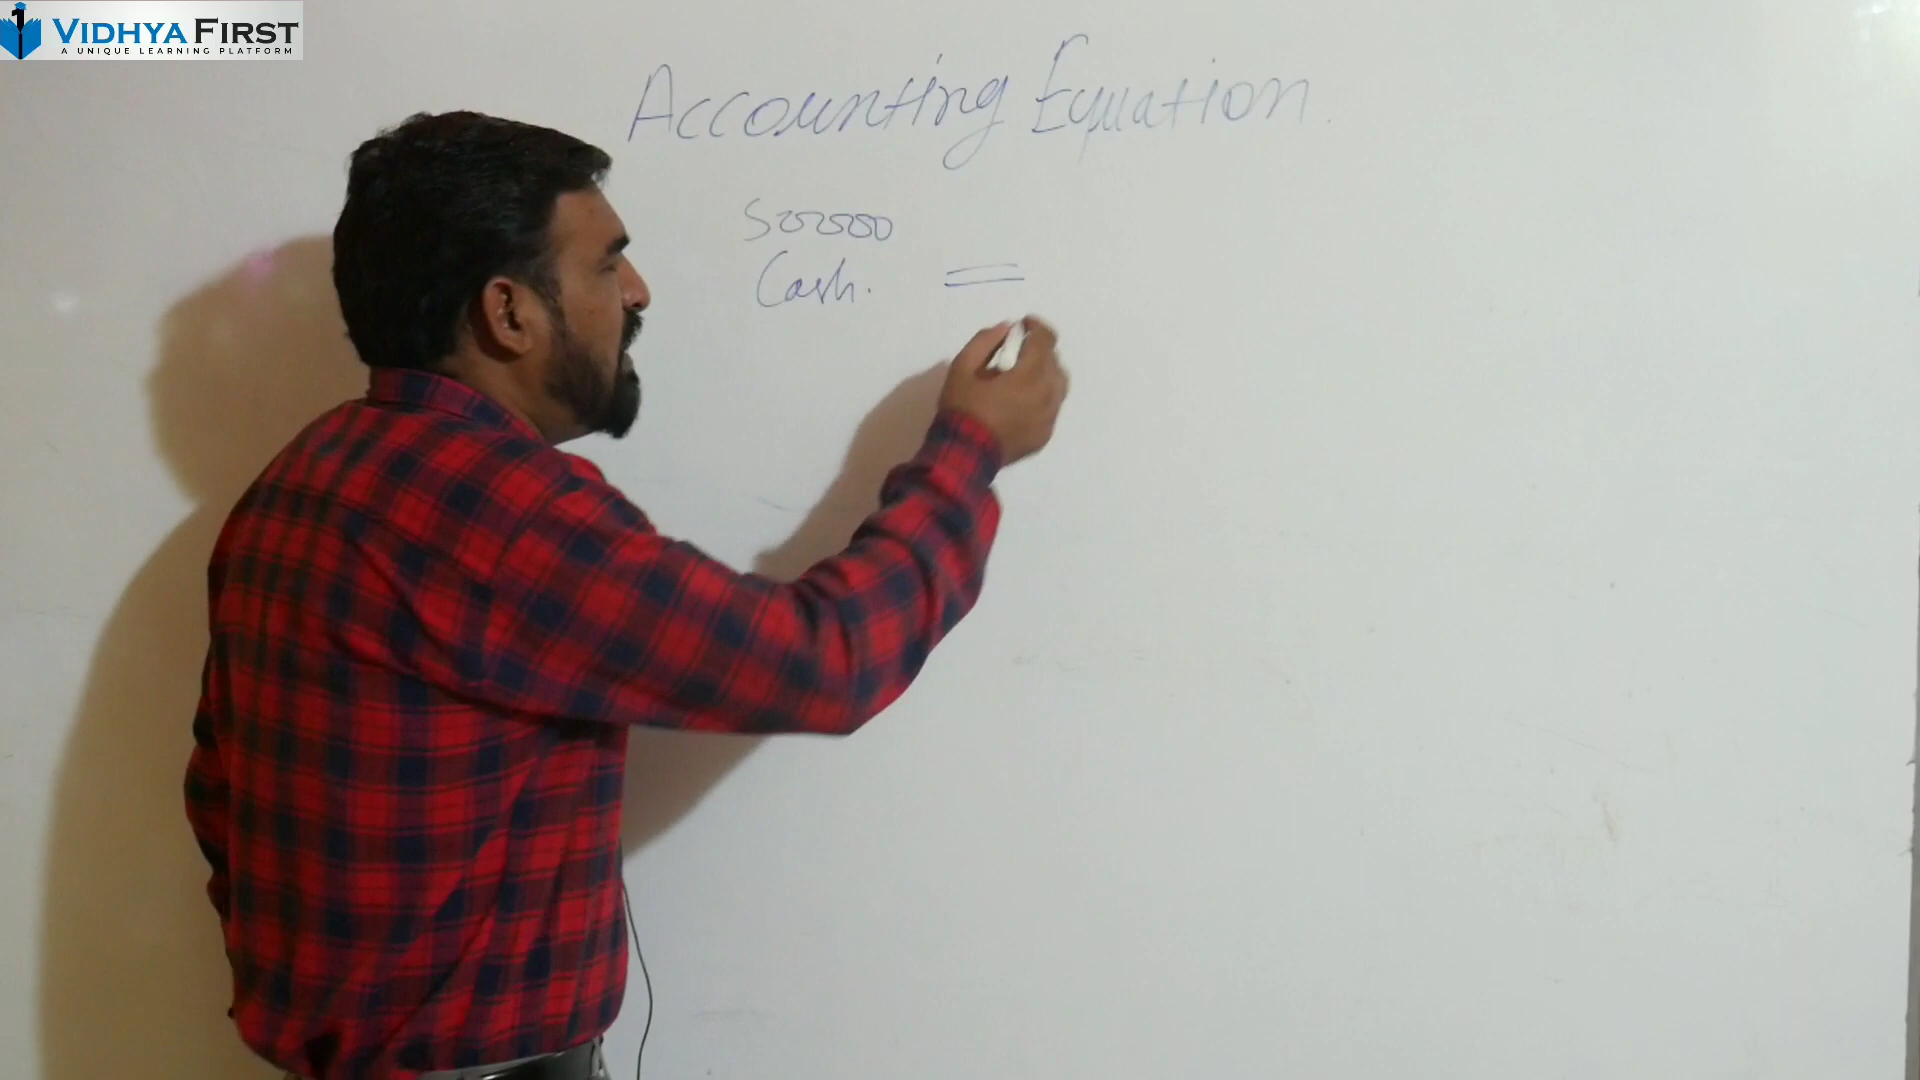 VIDHYA FIRST
A UNIQUE LEARNING PLATFORM
Accounting Equation.
500000
Cash. =